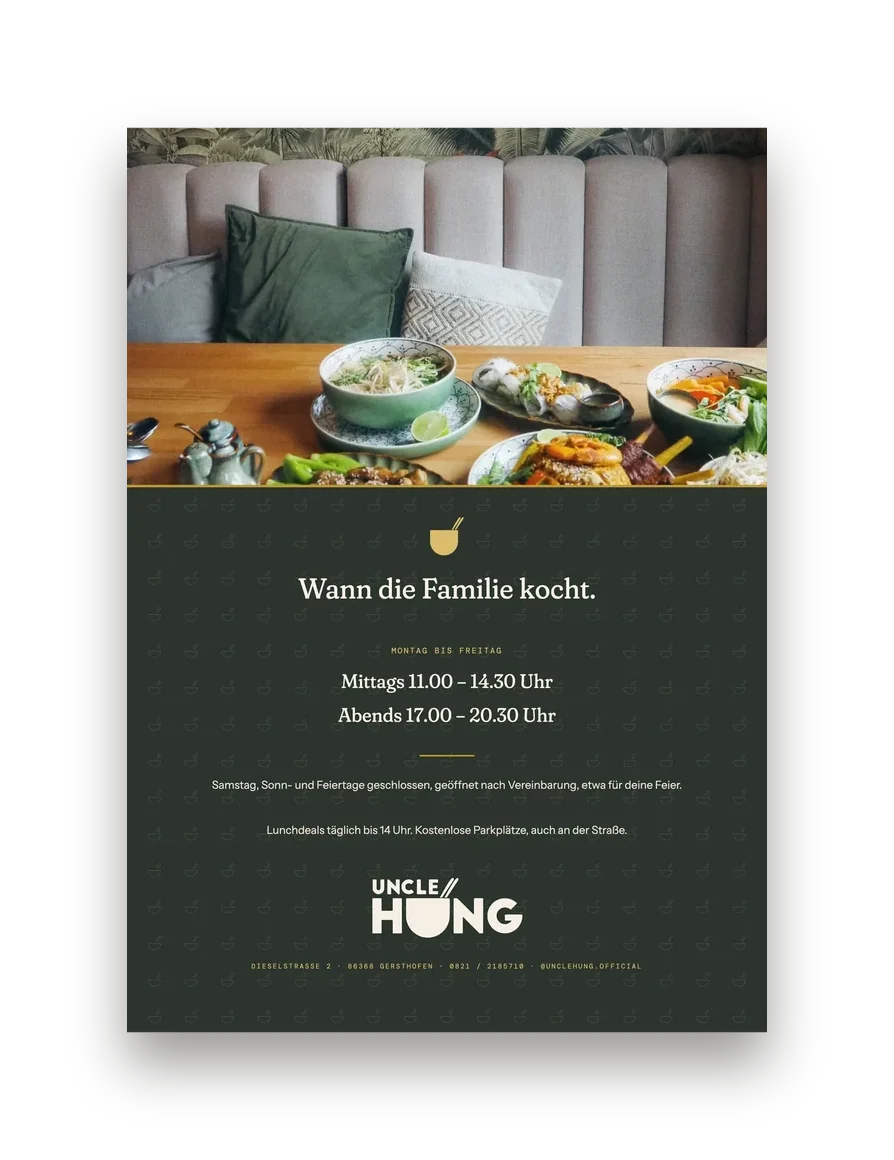 Wann die Familie kocht.
MONTAG BIS FREITAG
Mittags 11.00 – 14.30 Uhr
Abends 17.00 – 20.30 Uhr
Samstag, Sonn- und Feiertage geschlossen, geöffnet nach Vereinbarung, etwa für deine Feier.
Lunchdeals täglich bis 14 Uhr. Kostenlose Parkplätze, auch an der Straße.
UNCLE
HUNG
DIESELSTRASSE 2 · 86368 GERSTHOFEN · 0821 / 2185710 · @UNCLEHUNG.OFFICIAL